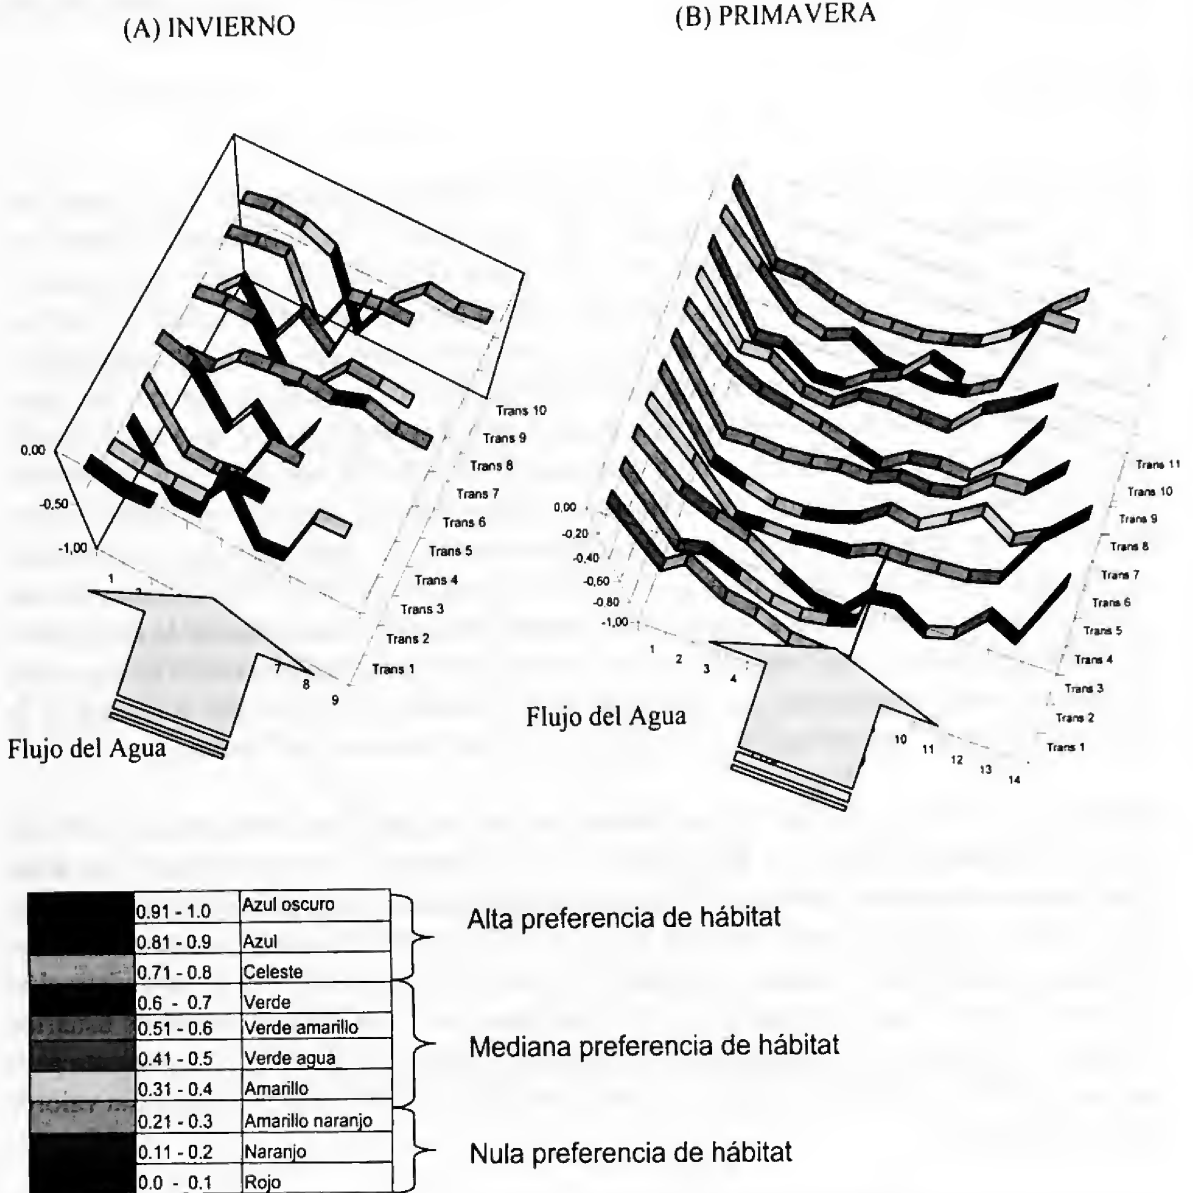 (A) INVIERNO
(B) PRIMAVERA
0,00
-0,50
-1,00
1
7
8
9
Trans 10
Trans 9
Trans 8
Trans 7
Trans 6
Trans 5
Trans 4
Trans 3
Trans 2
Trans 1
Flujo del Agua
0,00
-0,20
-0,40
-0,60
-0,80
-1,00
1
2
3
4
10
11
12
13
14
Trans 11
Trans 10
Trans 9
Trans 8
Trans 7
Trans 6
Trans 5
Trans 4
Trans 3
Trans 2
Trans 1
Flujo del Agua
0.91 - 1.0 Azul oscuro
0.81 - 0.9 Azul
0.71 - 0.8 Celeste
Alta preferencia de hábitat
0.6 - 0.7 Verde
0.51 - 0.6 Verde amarillo
0.41 - 0.5 Verde agua
0.31 - 0.4 Amarillo
Mediana preferencia de hábitat
0.21 - 0.3 Amarillo naranjo
0.11 - 0.2 Naranjo
0.0 - 0.1 Rojo
Nula preferencia de hábitat